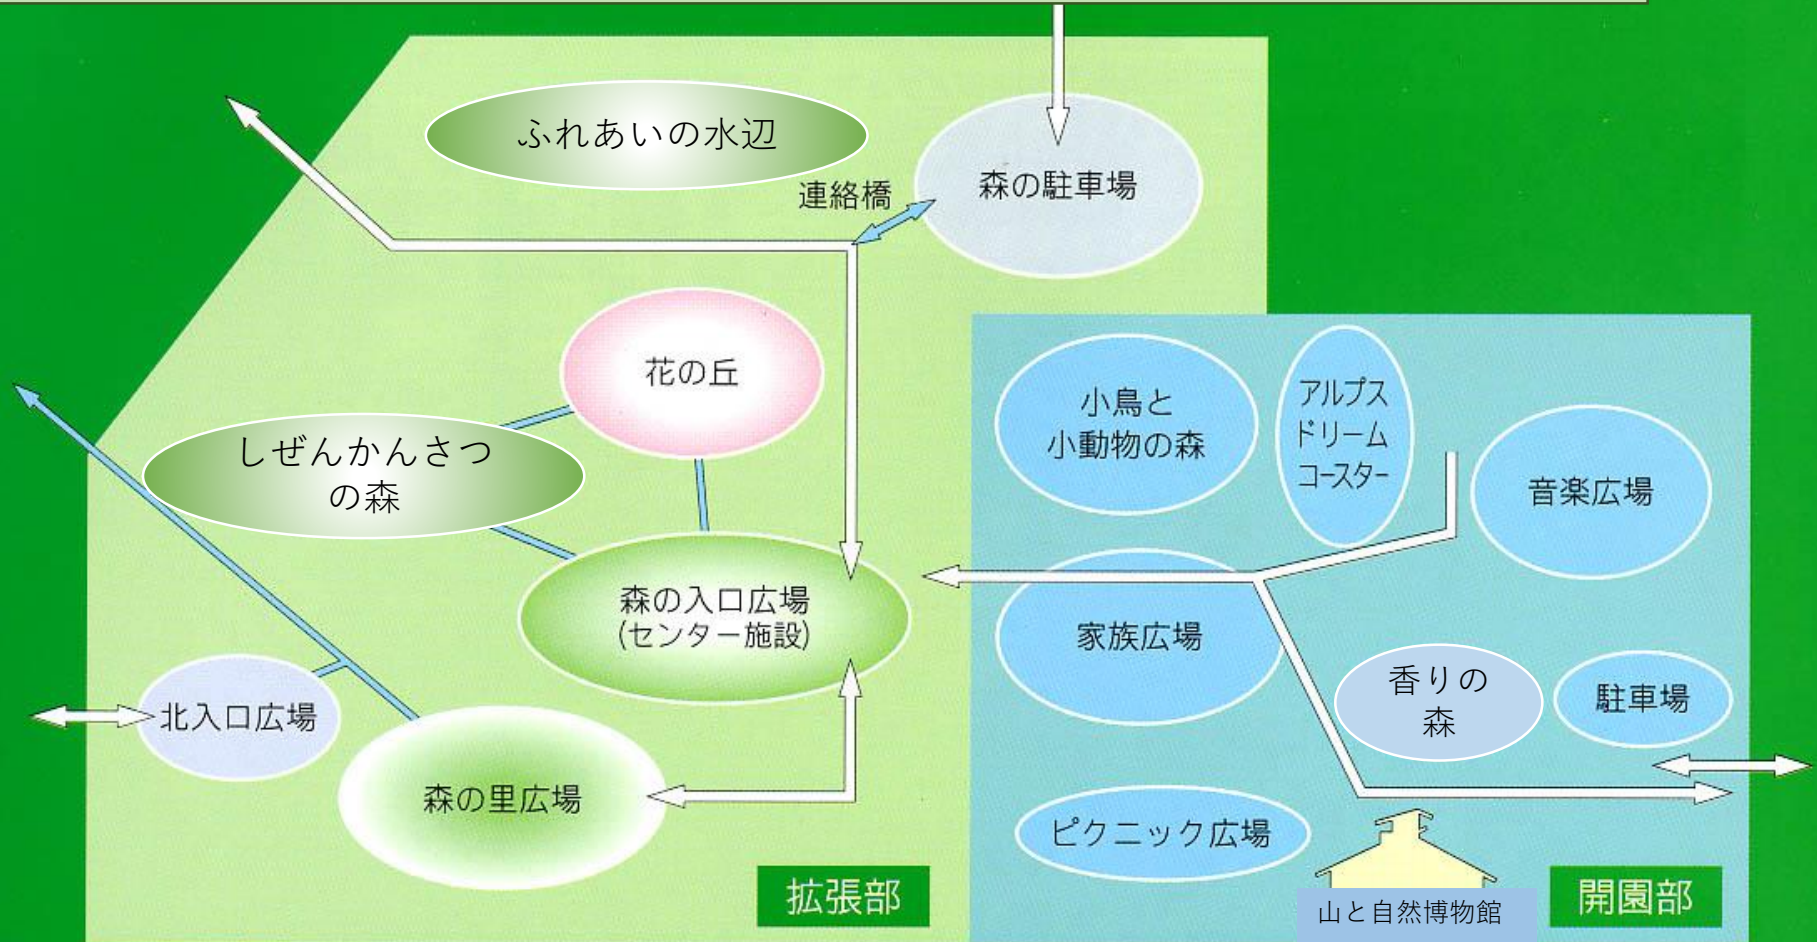 ふれあいの水辺
連絡橋
森の駐車場
花の丘
しぜんかんさつ
の森
森の入口広場
(センター施設)
北入口広場
森の里広場
拡張部
小鳥と
小動物の森
アルプス
ドリーム
コースター
音楽広場
家族広場
香りの
森
駐車場
ピクニック広場
山と自然博物館
開園部